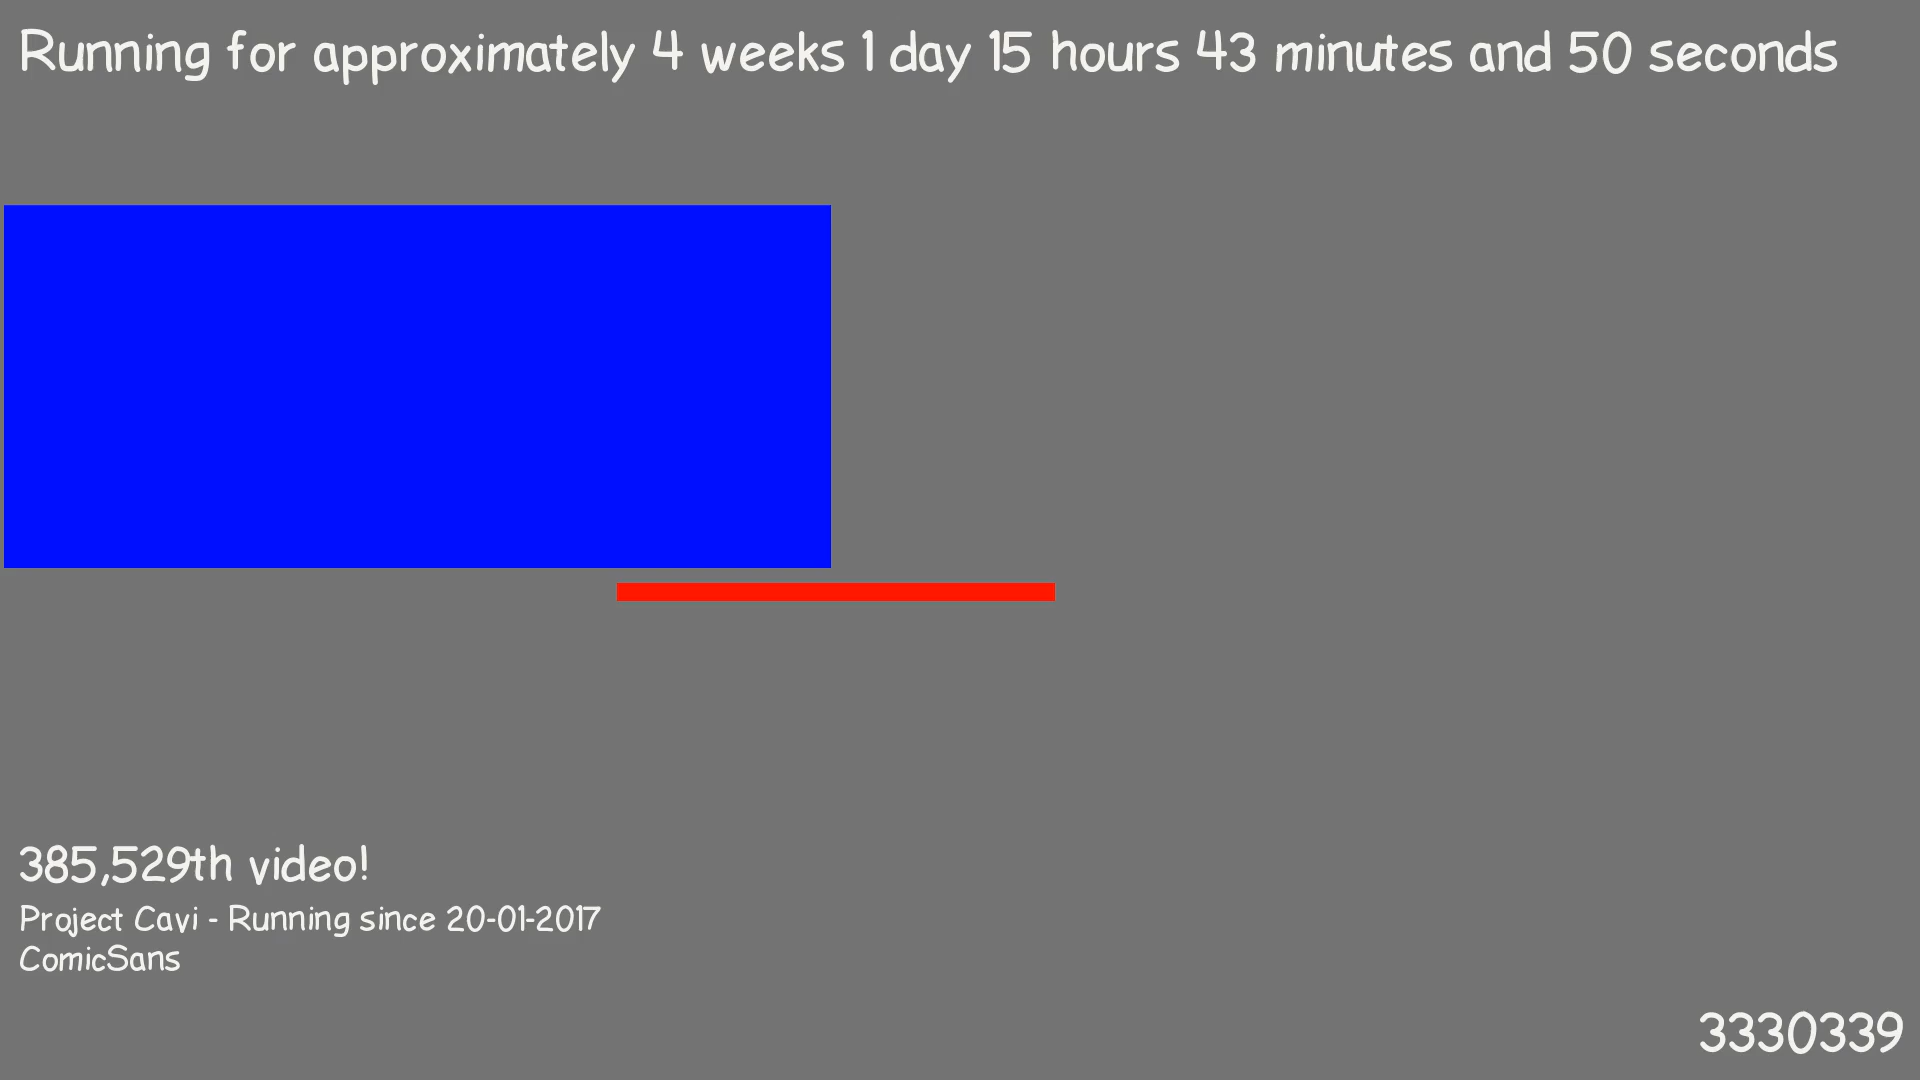 Running for approximately 4 weeks 1 day 15 hours 43 minutes and 50 seconds
385,529th video!
Project Cavi - Running since 20-01-2017
ComicSans
3330339